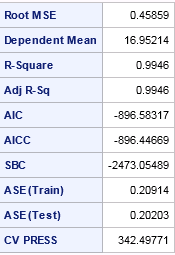 Root MSE 0.45859
Dependent Mean 16.95214
R-Square 0.9946
Adj R-Sq 0.9946
AIC -896.58317
AICC -896.44669
SBC -2473.05489
ASE (Train) 0.20914
ASE (Test) 0.20203
CV PRESS 342.49771